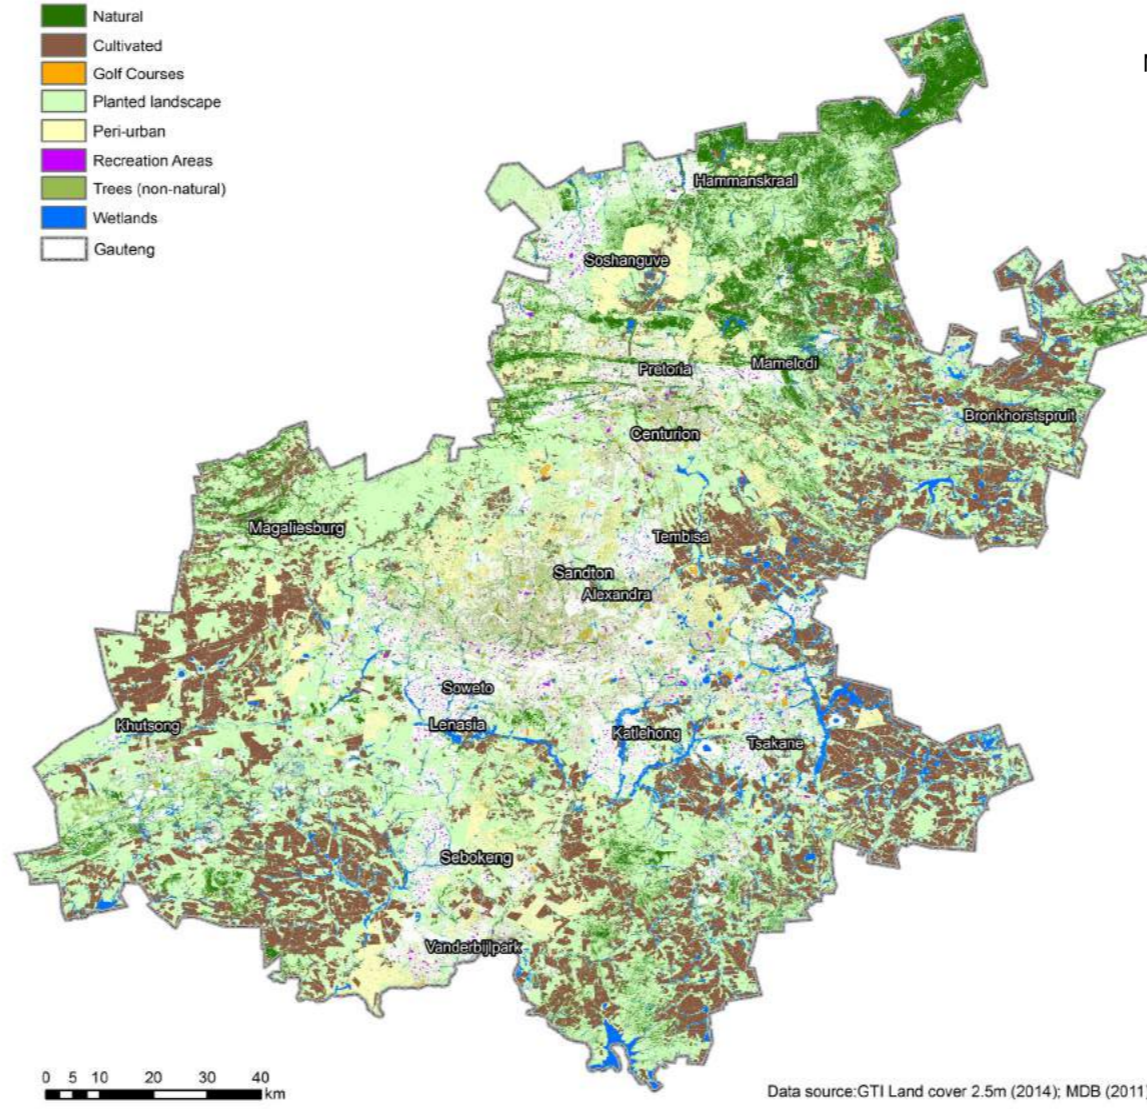 Natural
Cultivated
Golf Courses
Planted landscape
Peri-urban
Recreation Areas
Trees (non-natural)
Wetlands
Gauteng
N
Hammanskraal
Soshanguve
Pretoria
Mamelodi
Bronkhorstspruit
Centurion
Magaliesburg
Tembisa
Sandton
Alexandra
Soweto
Khutsong
Lenasia
Katlehong
Tsakane
Sebokeng
Vanderbijlpark
0 5 10 20 30 40
km
Data source:GTI Land cover 2.5m (2014); MDB (2011)